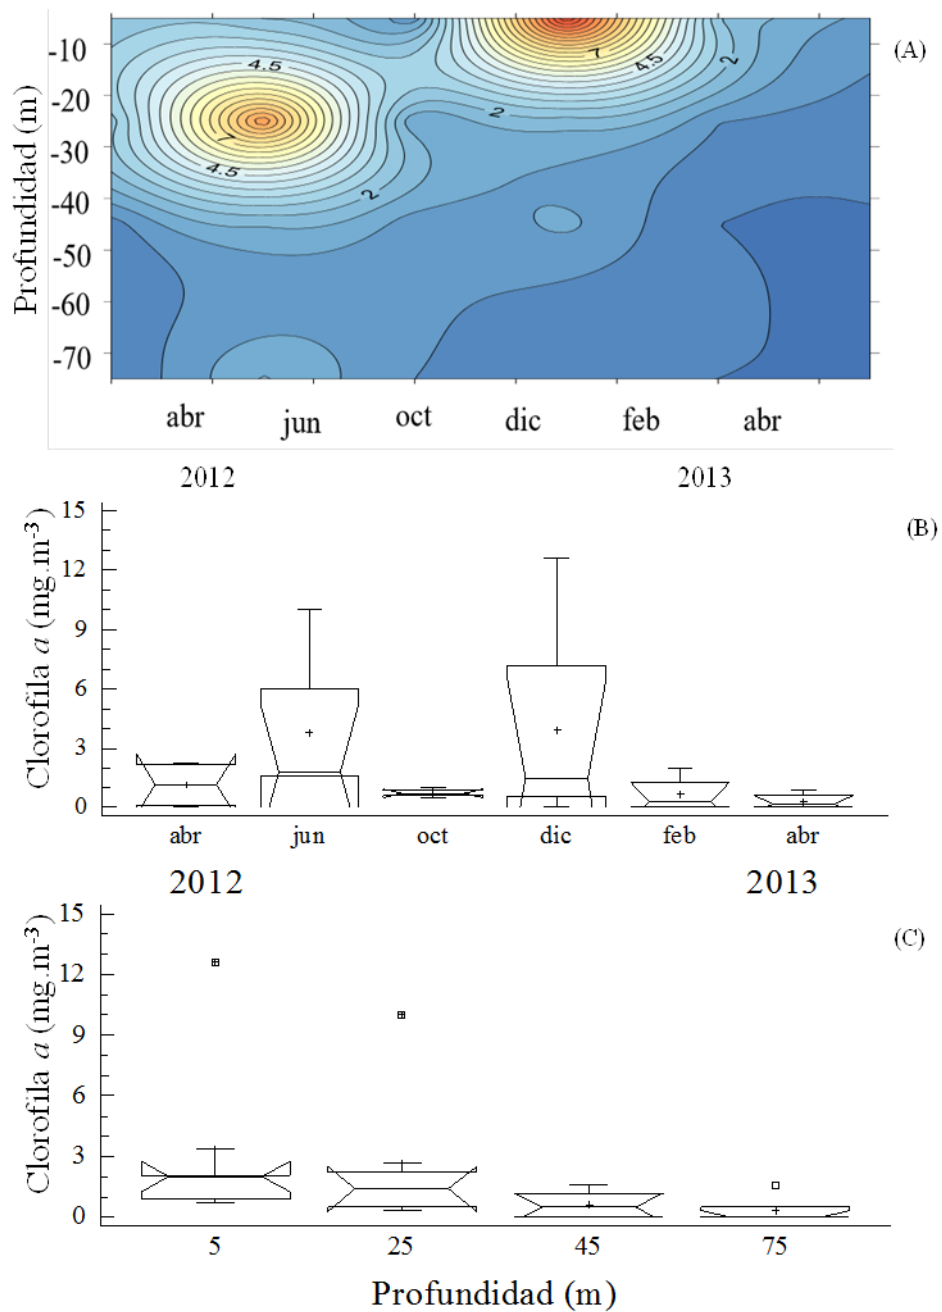 (A)
Profundidad (m)
-10
-20
-30
-40
-50
-60
-70
4.5
7
4.5
2
2
7
4.5
2
abr
jun
oct
dic
feb
abr
2012
2013
(B)
Clorofila a (mg.m-3)
15
12
9
6
3
0
abr
jun
oct
dic
feb
abr
2012
2013
(C)
Clorofila a (mg.m-3)
15
12
9
6
3
0
5
25
45
75
Profundidad (m)